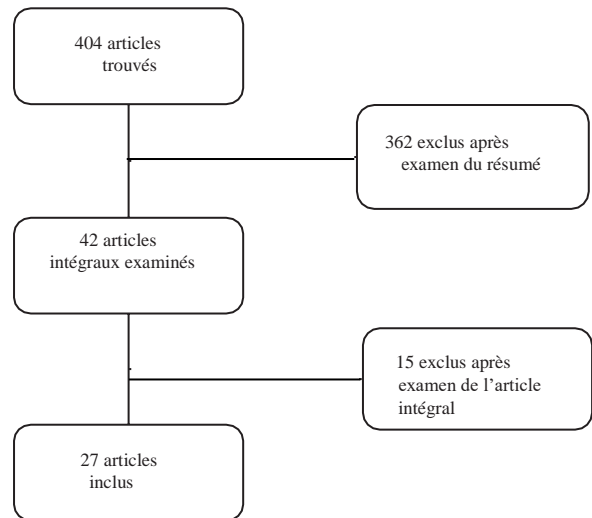 404 articles
trouvés
362 exclus après
examen du résumé
42 articles
intégraux examinés
15 exclus après
examen de l’article
intégral
27 articles
inclus